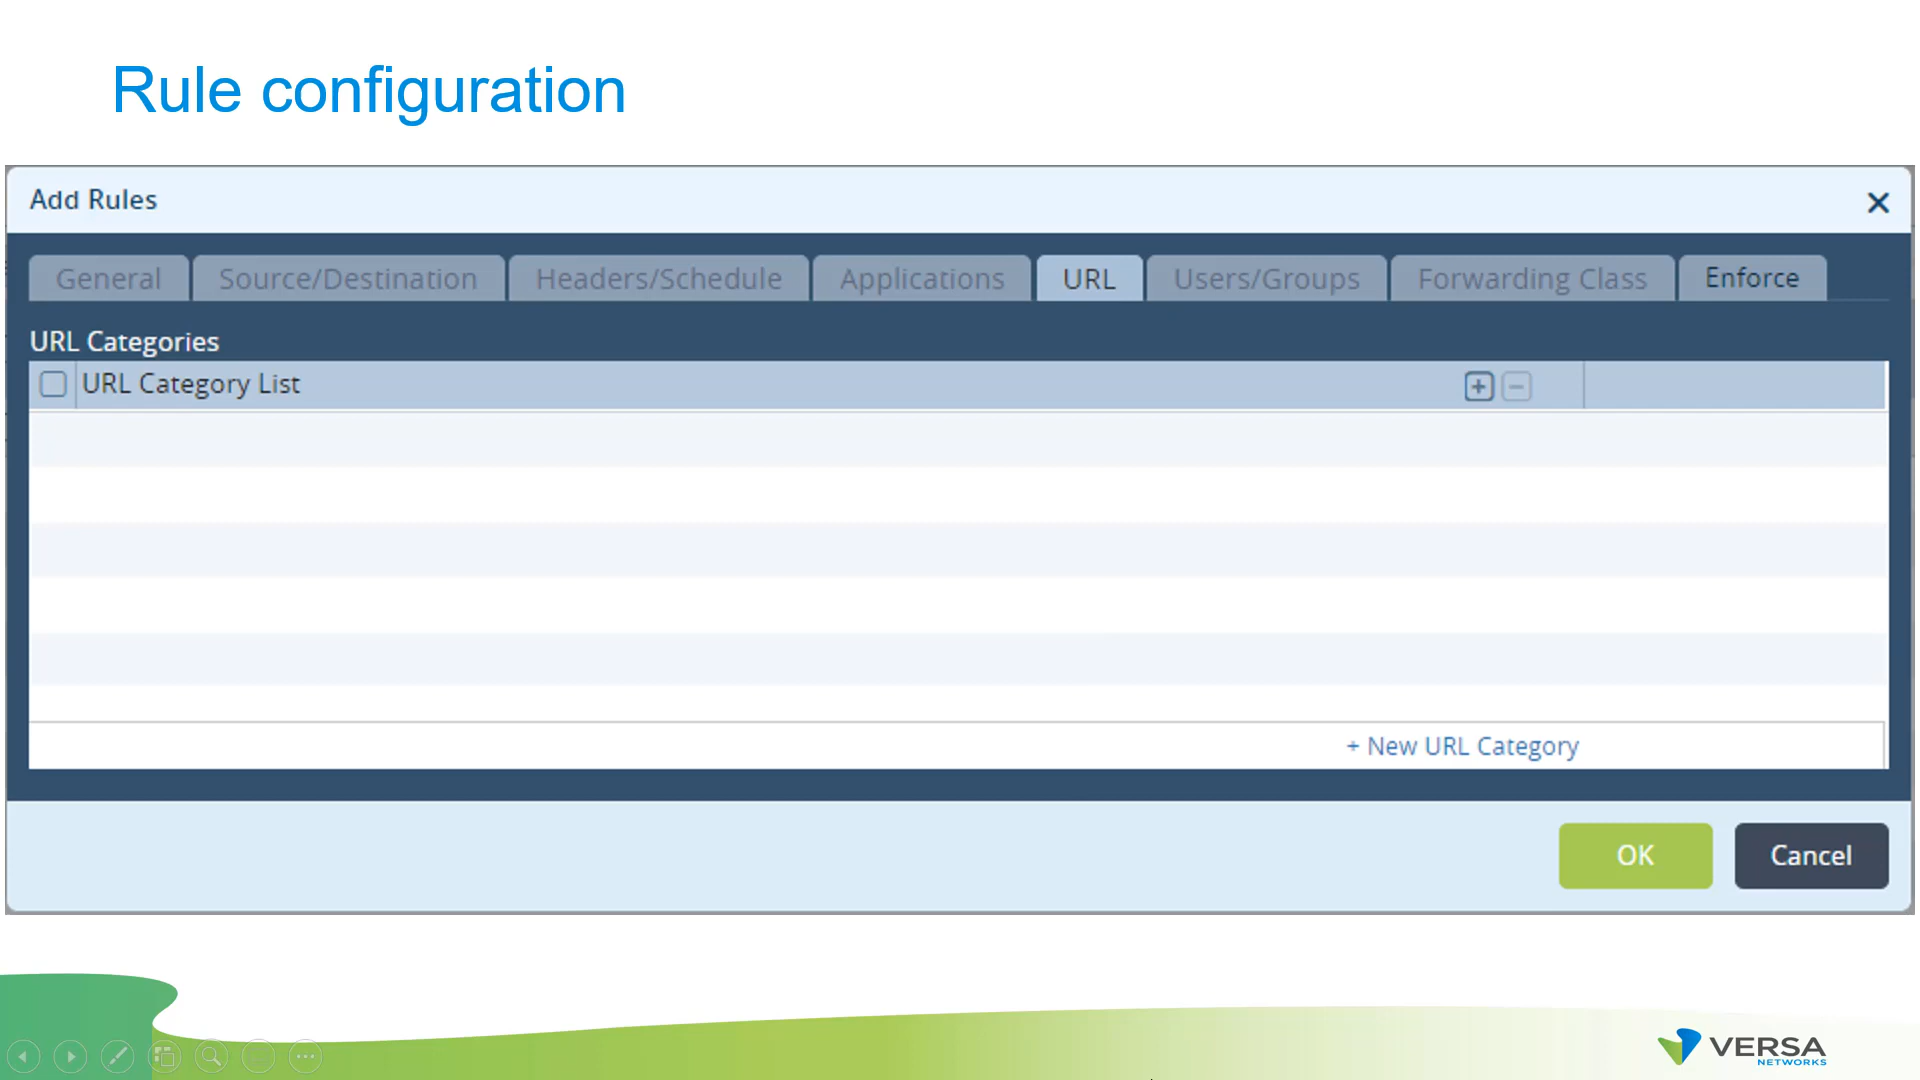 Rule configuration
Add Rules
General Source/Destination Headers/Schedule Applications URL Users/Groups Forwarding Class Enforce
URL Categories
URL Category List
+ New URL Category
OK Cancel
VERSA
NETWORKS